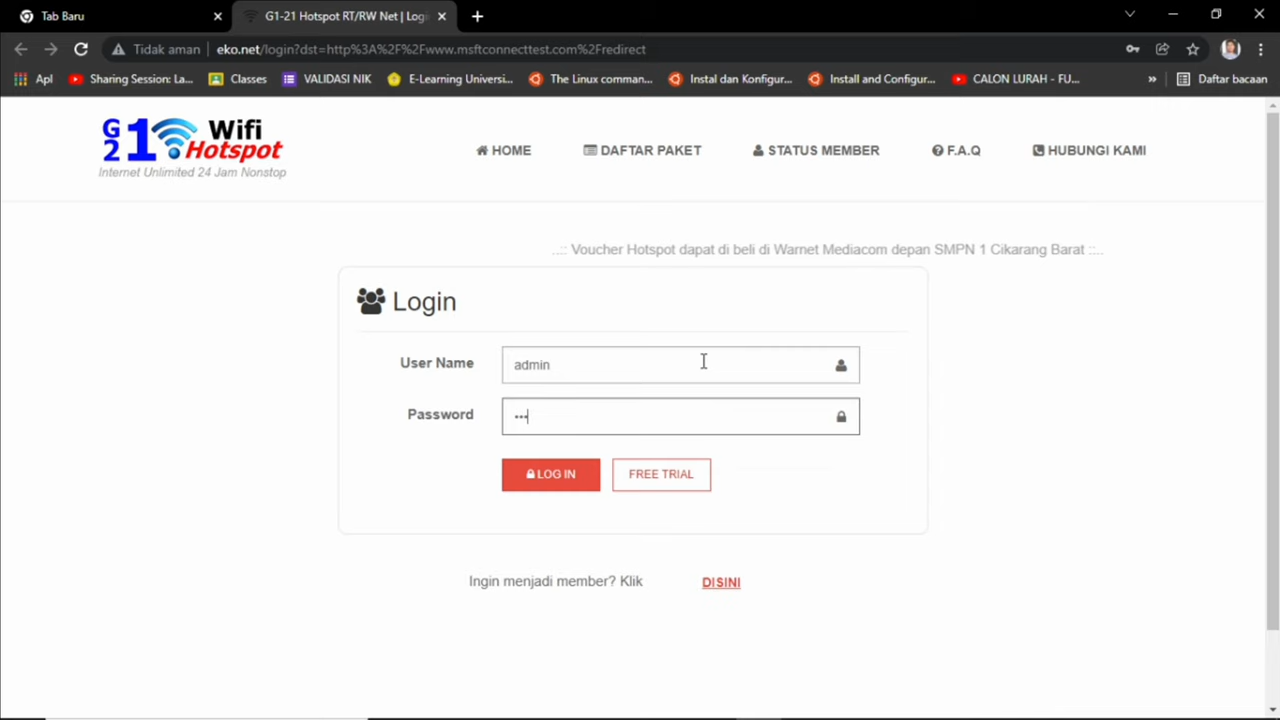 Tab Baru
G1-21 Hotspot RT/RW Net | Login
Tidak aman eko.net/login?dst=http%3A%2F%2Fwww.msftconnecttest.com%2Fredirect
Apl Sharing Session: La... Classes VALIDASI NIK E-Learning Universi... The Linux comman... Instal dan Konfigur... Install and Configur... CALON LURAH - FU... » Daftar bacaan
G21 Wifi Hotspot
Internet Unlimited 24 Jam Nonstop
HOME DAFTAR PAKET STATUS MEMBER F.A.Q HUBUNGI KAMI
..:: Voucher Hotspot dapat di beli di Warnet Mediacom depan SMPN 1 Cikarang Barat ::..
Login
User Name admin
Password •••
LOG IN FREE TRIAL
Ingin menjadi member? Klik DISINI